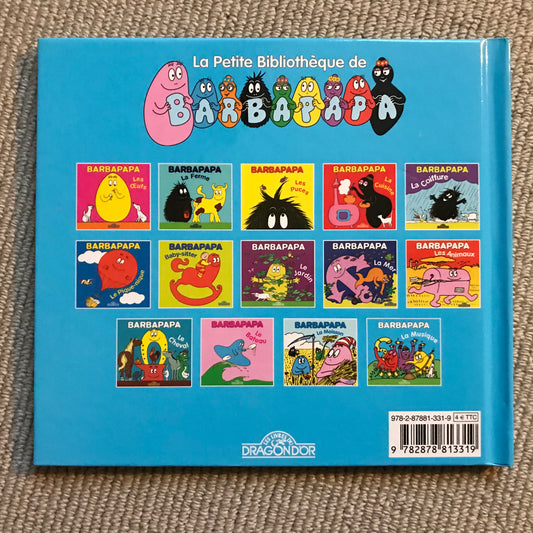 La Petite Bibliothèque de
BARBAPAPA
BARBAPAPA
Les Œufs
BARBAPAPA
La Ferme
BARBAPAPA
Les Puces
BARBAPAPA
La Cuisine
BARBAPAPA
La Coiffure
BARBAPAPA
Le Pique-nique
BARBAPAPA
Baby-sitter
BARBAPAPA
Le Jardin
BARBAPAPA
La Mer
BARBAPAPA
Les Animaux
BARBAPAPA
Le Cheval
BARBAPAPA
Le Bateau
BARBAPAPA
La Moisson
BARBAPAPA
La Musique
LES LIVRES DU
DRAGON D'OR
978-2-87881-331-9
4 € TTC
9 782878 813319